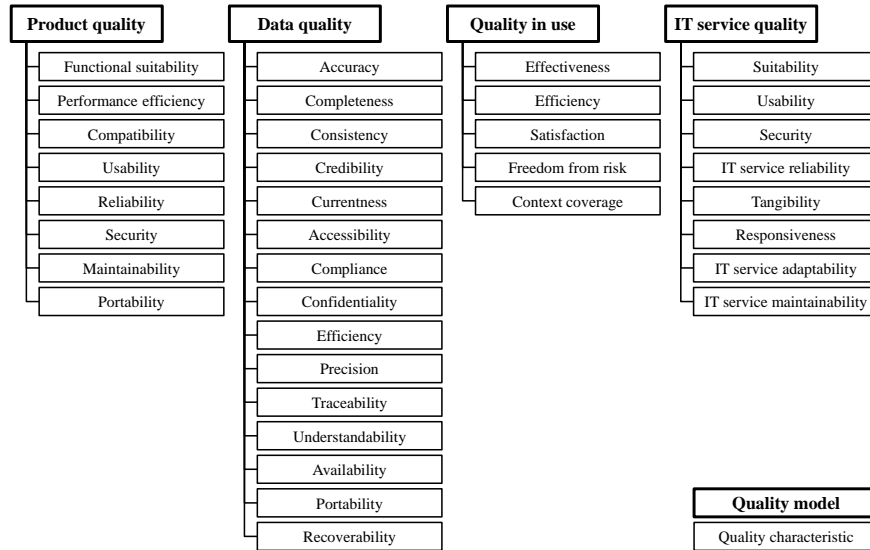 Product quality
Functional suitability
Performance efficiency
Compatibility
Usability
Reliability
Security
Maintainability
Portability
Data quality
Accuracy
Completeness
Consistency
Credibility
Currentness
Accessibility
Compliance
Confidentiality
Efficiency
Precision
Traceability
Understandability
Availability
Portability
Recoverability
Quality in use
Effectiveness
Efficiency
Satisfaction
Freedom from risk
Context coverage
IT service quality
Suitability
Usability
Security
IT service reliability
Tangibility
Responsiveness
IT service adaptability
IT service maintainability
Quality model
Quality characteristic